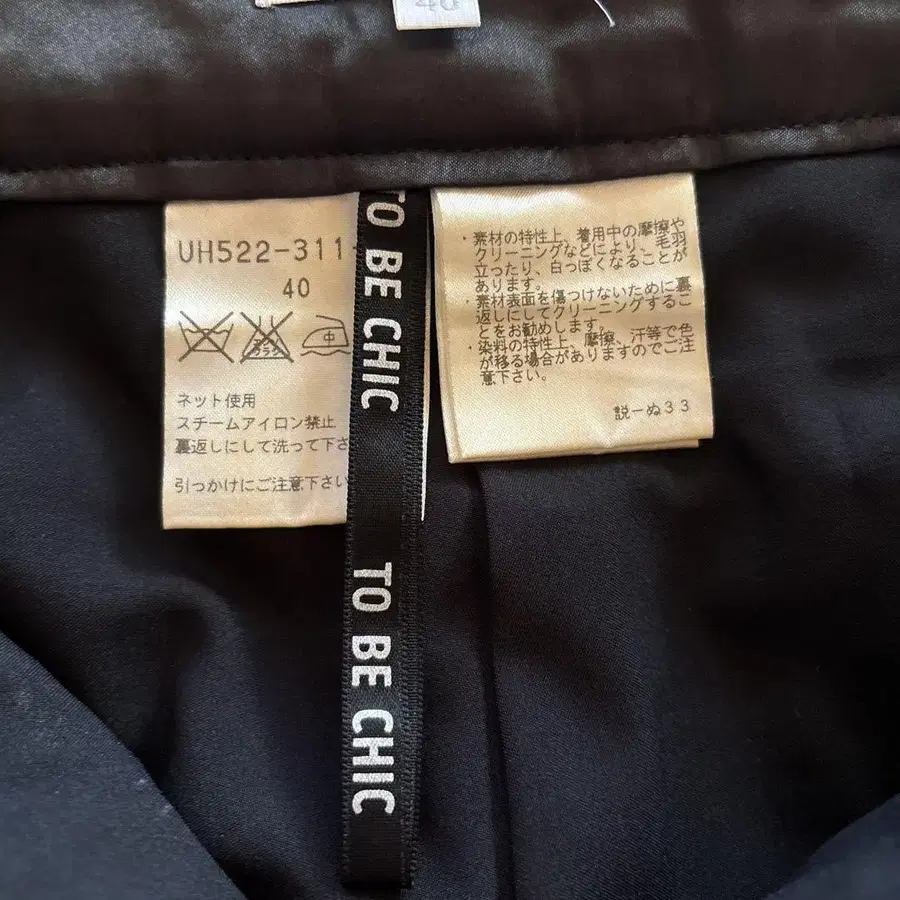 40
UH522-311
40
エンソサラシ
中
ネット使用
スチームアイロン禁止
裏返しにして洗って下さ
引っかけにご注意下さい
TO BE CHIC
TO BE CHIC
・素材の特性上、着用中の摩擦や
クリーニングなどにより、毛羽
立ったり、白っぽくなることが
あります。
・素材表面を傷つけないために裏
返しにしてクリーニングするこ
とをお勧めします。
・染料の特性上、摩擦、汗等で色
が移る場合がありますのでご注
意下さい。
説ーぬ33